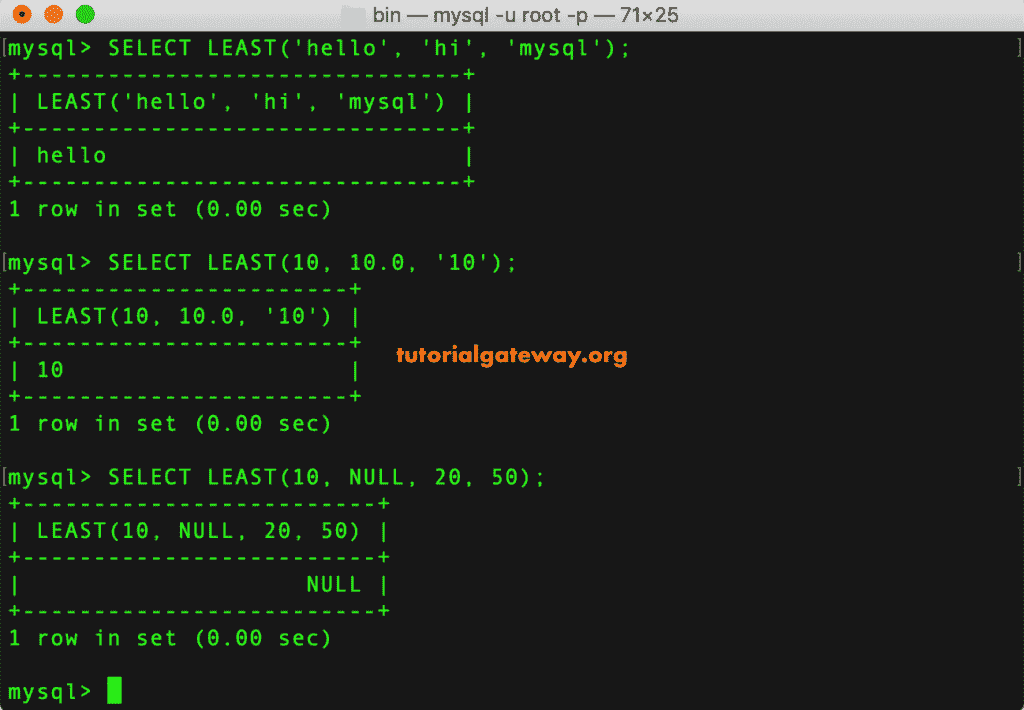 bin — mysql -u root -p — 71×25
[mysql> SELECT LEAST('hello', 'hi', 'mysql'); ]
+-------------------------------+
| LEAST('hello', 'hi', 'mysql') |
+-------------------------------+
| hello                         |
+-------------------------------+
1 row in set (0.00 sec)
[mysql> SELECT LEAST(10, 10.0, '10'); ]
+-----------------------+
| LEAST(10, 10.0, '10') |
+-----------------------+
| 10                    |
+-----------------------+
tutorialgateway.org
1 row in set (0.00 sec)
[mysql> SELECT LEAST(10, NULL, 20, 50); ]
+-------------------------+
| LEAST(10, NULL, 20, 50) |
+-------------------------+
|                    NULL |
+-------------------------+
1 row in set (0.00 sec)
mysql>